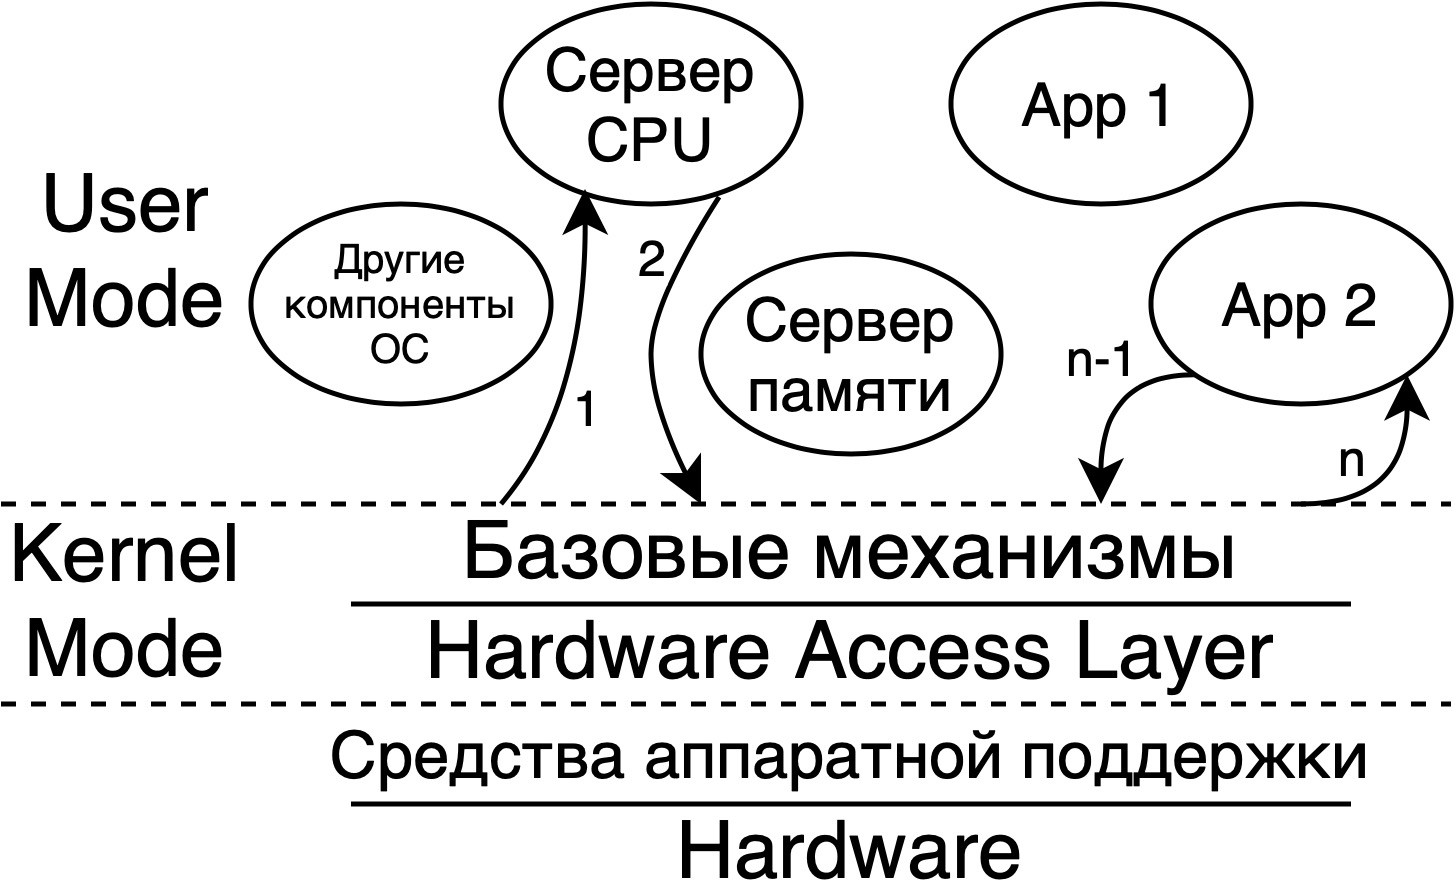 Сервер
CPU
App 1
User
Mode
Другие
компоненты
ОС
2
Сервер
памяти
App 2
n-1
1
n
Kernel
Mode
Базовые механизмы
Hardware Access Layer
Средства аппаратной поддержки
Hardware